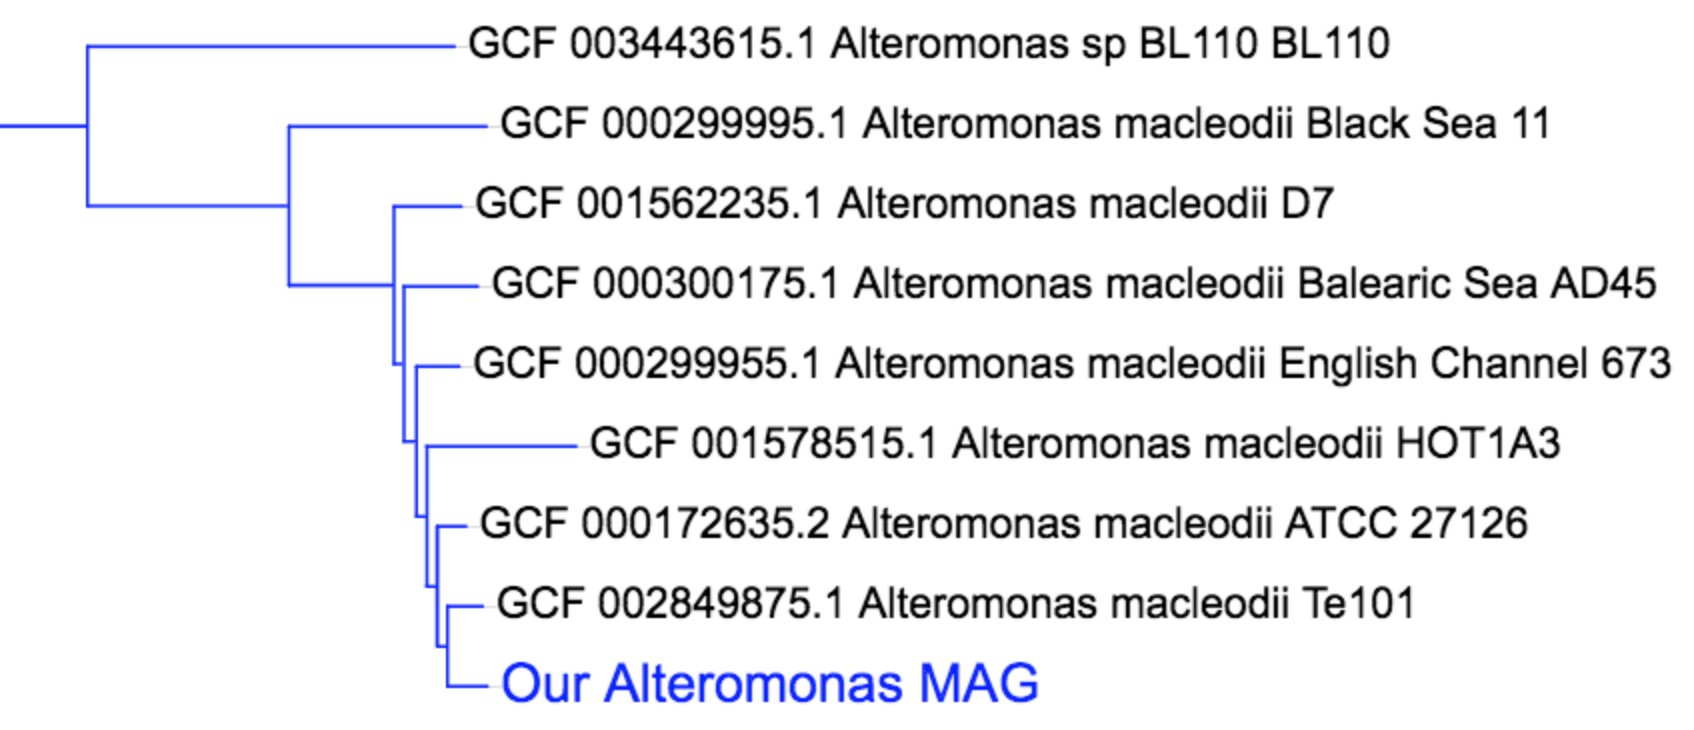 GCF 003443615.1 Alteromonas sp BL110 BL110
GCF 000299995.1 Alteromonas macleodii Black Sea 11
GCF 001562235.1 Alteromonas macleodii D7
GCF 000300175.1 Alteromonas macleodii Balearic Sea AD45
GCF 000299955.1 Alteromonas macleodii English Channel 673
GCF 001578515.1 Alteromonas macleodii HOT1A3
GCF 000172635.2 Alteromonas macleodii ATCC 27126
GCF 002849875.1 Alteromonas macleodii Te101
Our Alteromonas MAG